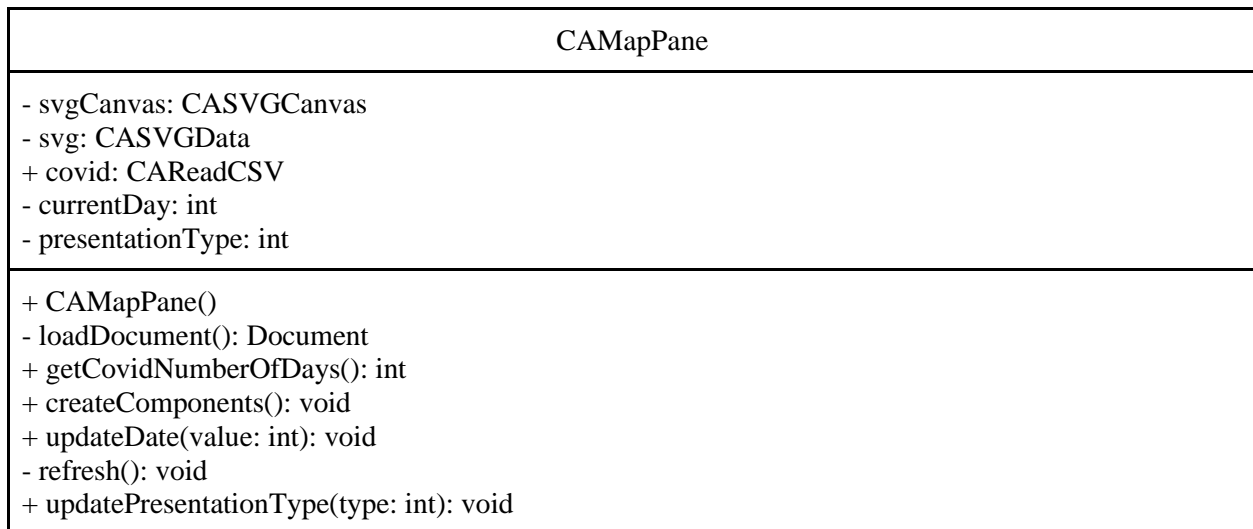 CAMapPane
- svgCanvas: CASVGCanvas
- svg: CASVGData
+ covid: CAReadCSV
- currentDay: int
- presentationType: int
+ CAMapPane()
- loadDocument(): Document
+ getCovidNumberOfDays(): int
+ createComponents(): void
+ updateDate(value: int): void
- refresh(): void
+ updatePresentationType(type: int): void